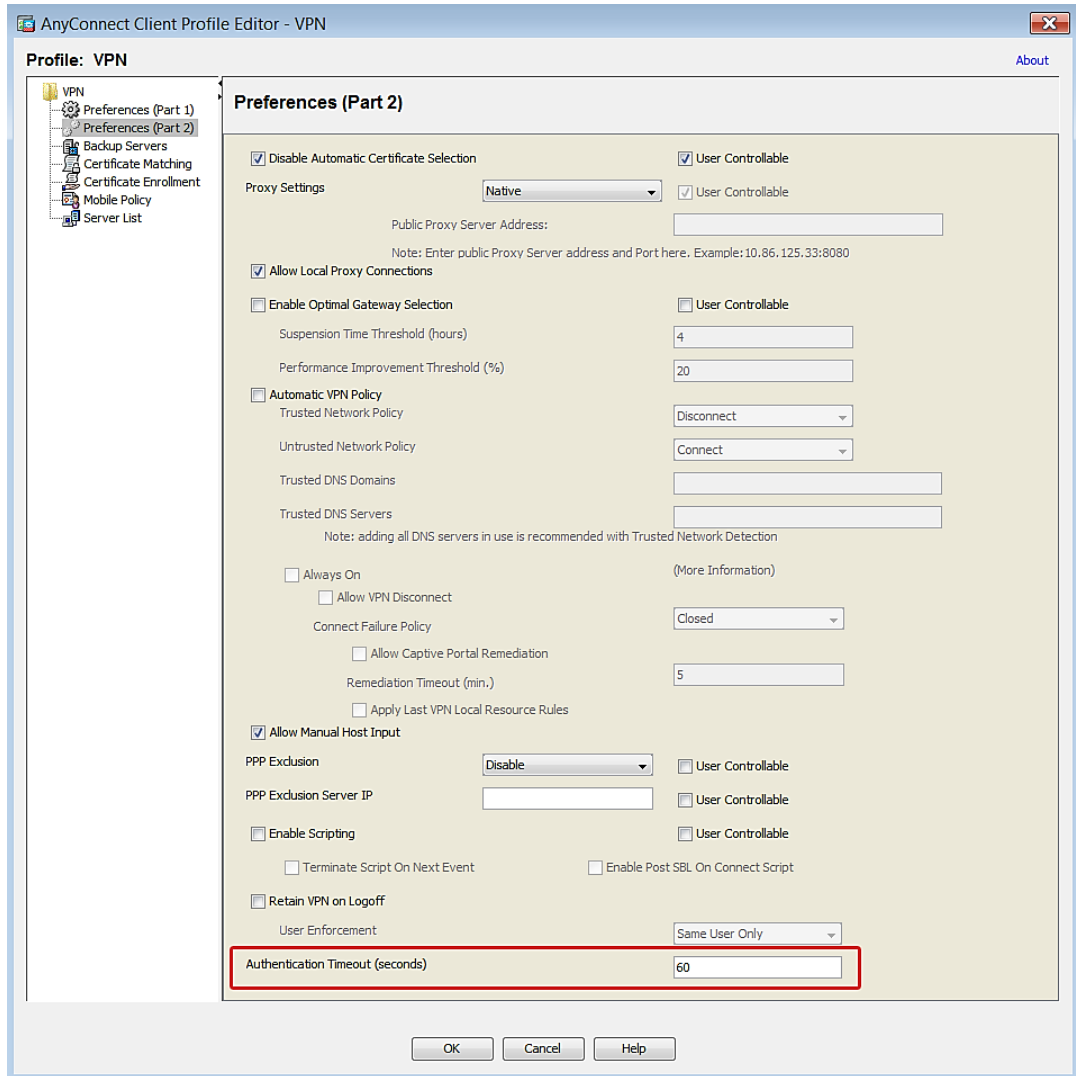 AnyConnect Client Profile Editor - VPN
Profile: VPN
About
VPN
Preferences (Part 1)
Preferences (Part 2)
Backup Servers
Certificate Matching
Certificate Enrollment
Mobile Policy
Server List
Preferences (Part 2)
Disable Automatic Certificate Selection User Controllable
Proxy Settings Native User Controllable
Public Proxy Server Address:
Note: Enter public Proxy Server address and Port here. Example:10.86.125.33:8080
Allow Local Proxy Connections
Enable Optimal Gateway Selection User Controllable
Suspension Time Threshold (hours) 4
Performance Improvement Threshold (%) 20
Automatic VPN Policy
Trusted Network Policy Disconnect
Untrusted Network Policy Connect
Trusted DNS Domains
Trusted DNS Servers
Note: adding all DNS servers in use is recommended with Trusted Network Detection
Always On (More Information)
Allow VPN Disconnect
Connect Failure Policy Closed
Allow Captive Portal Remediation
Remediation Timeout (min.) 5
Apply Last VPN Local Resource Rules
Allow Manual Host Input
PPP Exclusion Disable User Controllable
PPP Exclusion Server IP User Controllable
Enable Scripting User Controllable
Terminate Script On Next Event Enable Post SBL On Connect Script
Retain VPN on Logoff
User Enforcement Same User Only
Authentication Timeout (seconds) 60
OK Cancel Help